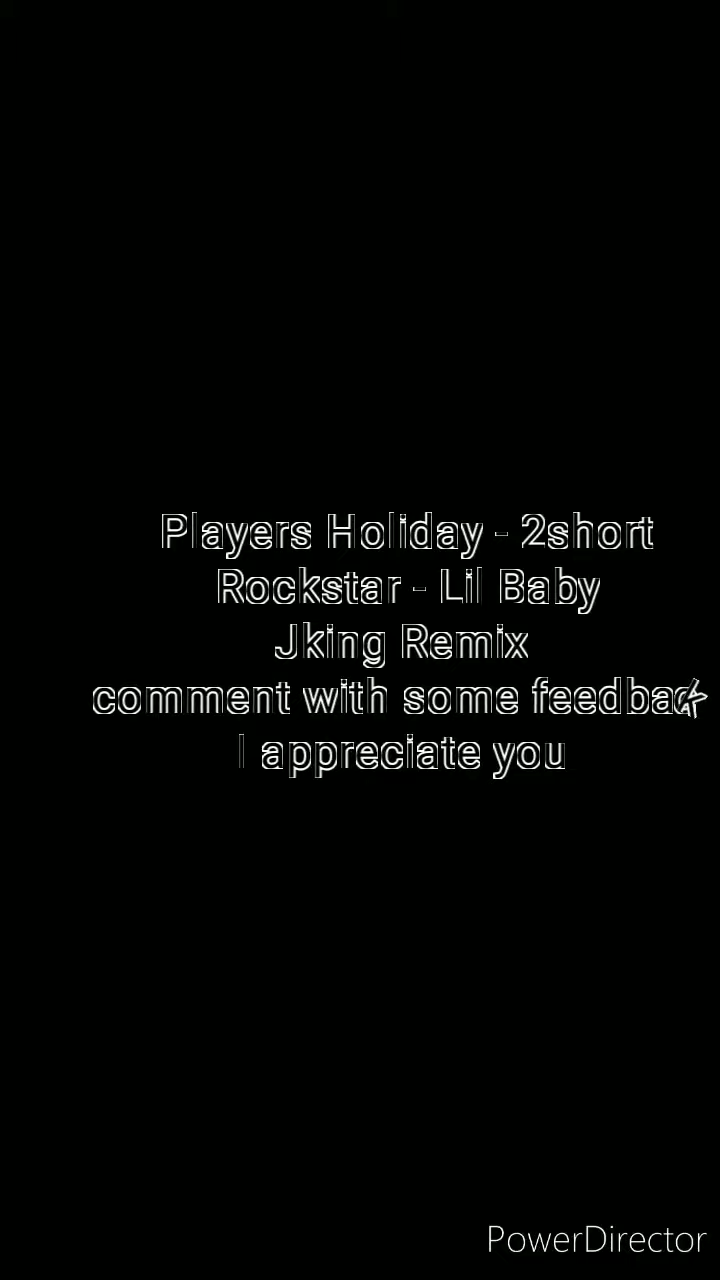 Players Holiday - 2short
Rockstar - Lil Baby
Jking Remix
comment with some feedback
I appreciate you
PowerDirector